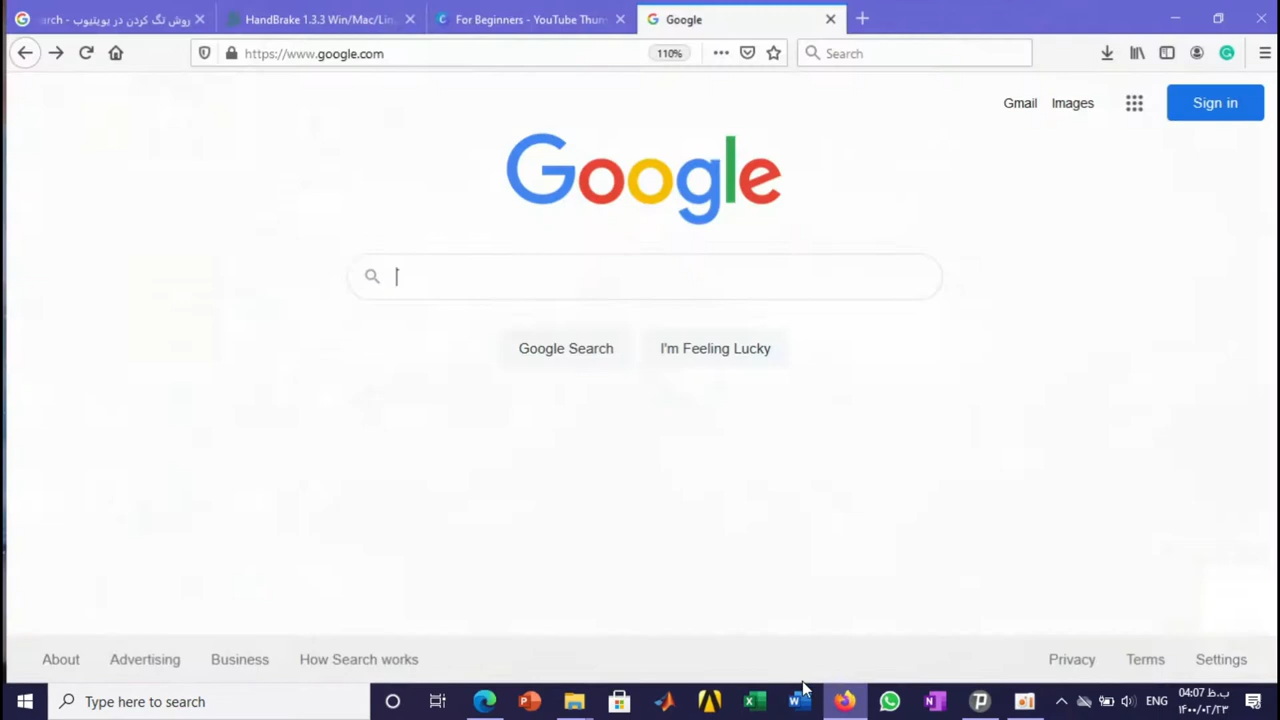 روش تگ کردن در یوتیوب - arch
HandBrake 1.3.3 Win/Mac/Lin
For Beginners - YouTube Thum
Google
https://www.google.com
110%
Search
Gmail
Images
Sign in
Google
Google Search
I'm Feeling Lucky
About
Advertising
Business
How Search works
Privacy
Terms
Settings
Type here to search
ENG
04:07 ب.ظ
۱۴۰۰/۰۲/۲۳